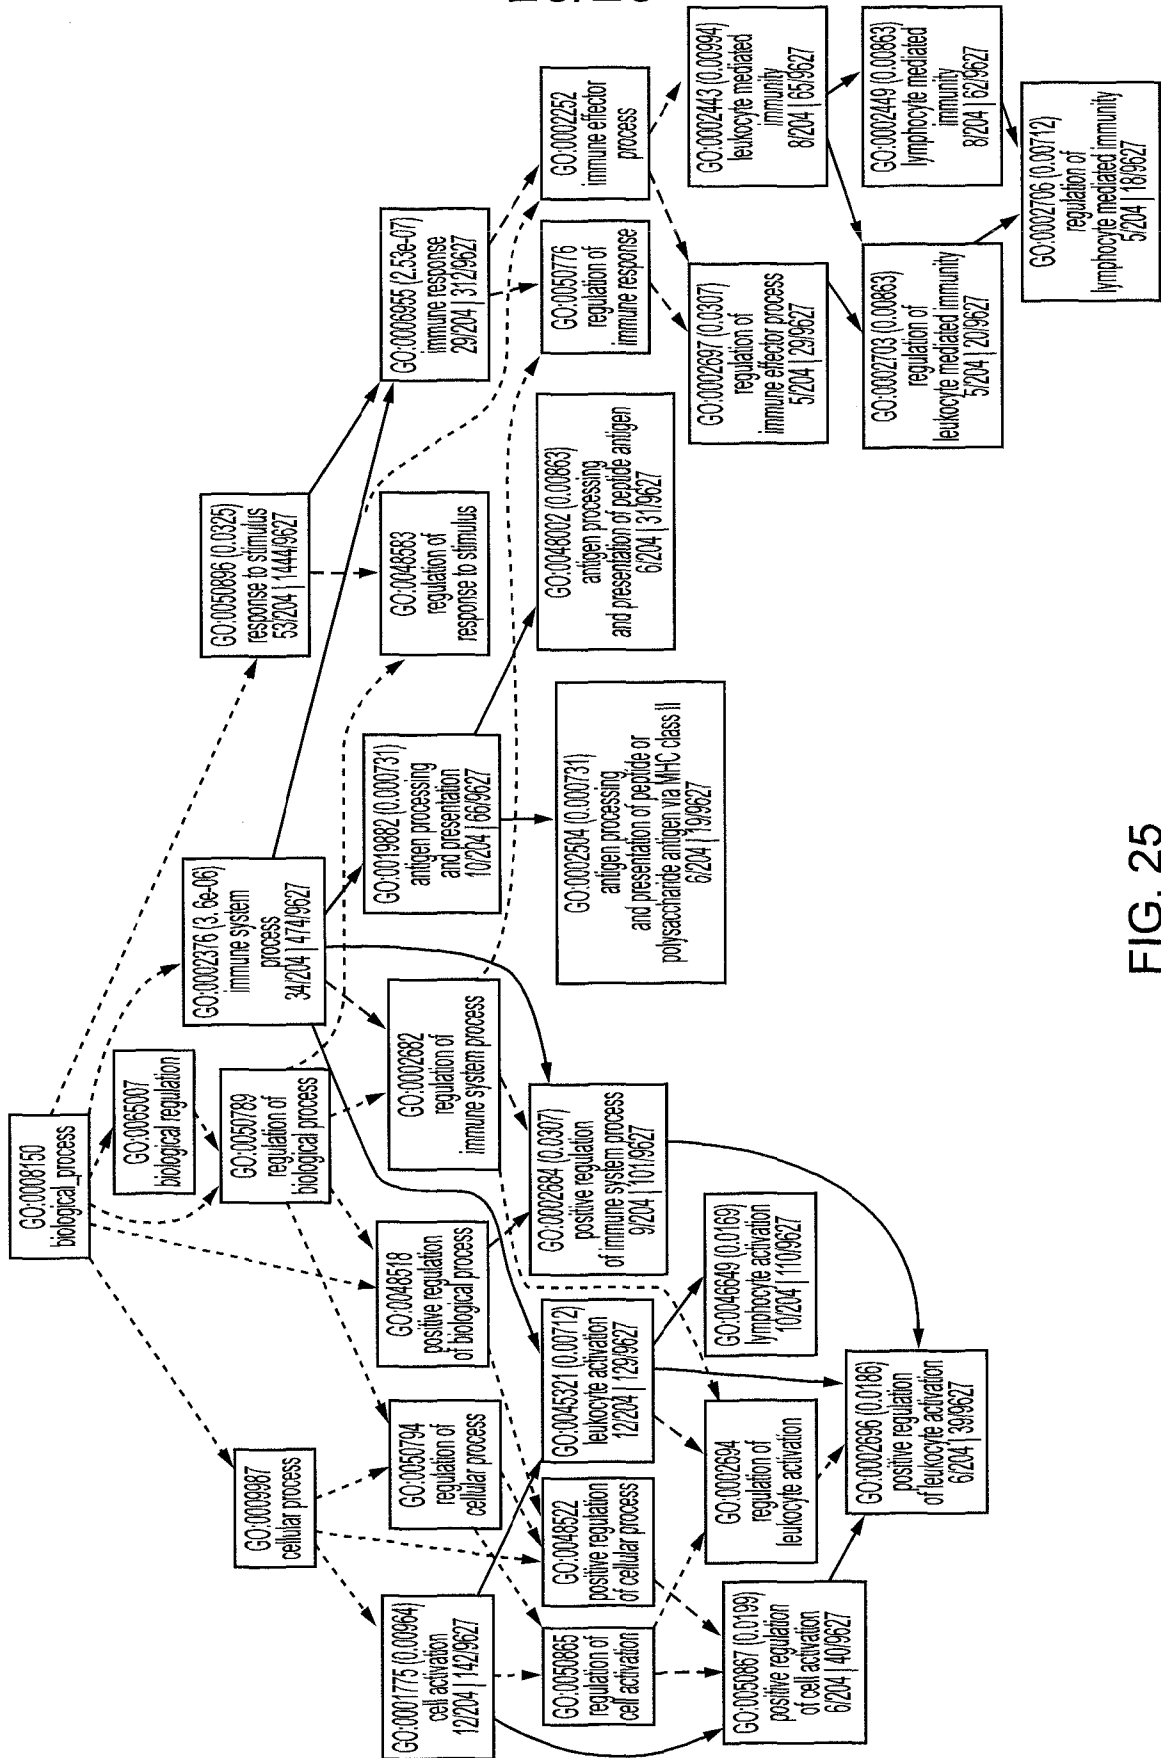 GO:0008150
biological_process
GO:0009987
cellular process
GO:0065007
biological regulation
GO:0050789
regulation of
biological process
GO:0002376 (3, 6e-06)
immune system
process
34/204 | 474/9627
GO:0050896 (0.0325)
response to stimulus
53/204 | 1444/9627
GO:0001775 (0.00964)
cell activation
12/204 | 142/9627
GO:0050794
regulation of
cellular process
GO:0048518
positive regulation
of biological process
GO:0002682
regulation of
immune system process
GO:0019882 (0.000731)
antigen processing
and presentation
10/204 | 66/9627
GO:0048583
regulation of
response to stimulus
GO:0006955 (2.53e-07)
immune response
29/204 | 312/9627
GO:0050865
regulation of
cell activation
GO:0048522
positive regulation
of cellular process
GO:0045321 (0.00712)
leukocyte activation
12/204 | 129/9627
GO:0002684 (0.0307)
positive regulation
of immune system process
9/204 | 101/9627
GO:0002504 (0.000731)
antigen processing
and presentation of peptide or
polysaccharide antigen via MHC class II
6/204 | 19/9627
GO:0048002 (0.00863)
antigen processing
and presentation of peptide antigen
6/204 | 31/9627
GO:0050776
regulation of
immune response
GO:0002252
immune effector
process
GO:0050867 (0.0199)
positive regulation
of cell activation
6/204 | 40/9627
GO:0002694
regulation of
leukocyte activation
GO:0046649 (0.0169)
lymphocyte activation
10/204 | 110/9627
GO:0002697 (0.0307)
regulation of
immune effector process
5/204 | 29/9627
GO:0002443 (0.00994)
leukocyte mediated
immunity
8/204 | 65/9627
GO:0002696 (0.0186)
positive regulation
of leukocyte activation
6/204 | 39/9627
GO:0002703 (0.00863)
regulation of
leukocyte mediated immunity
5/204 | 20/9627
GO:0002449 (0.00863)
lymphocyte mediated
immunity
8/204 | 62/9627
GO:0002706 (0.00712)
regulation of
lymphocyte mediated immunity
5/204 | 18/9627
FIG. 25